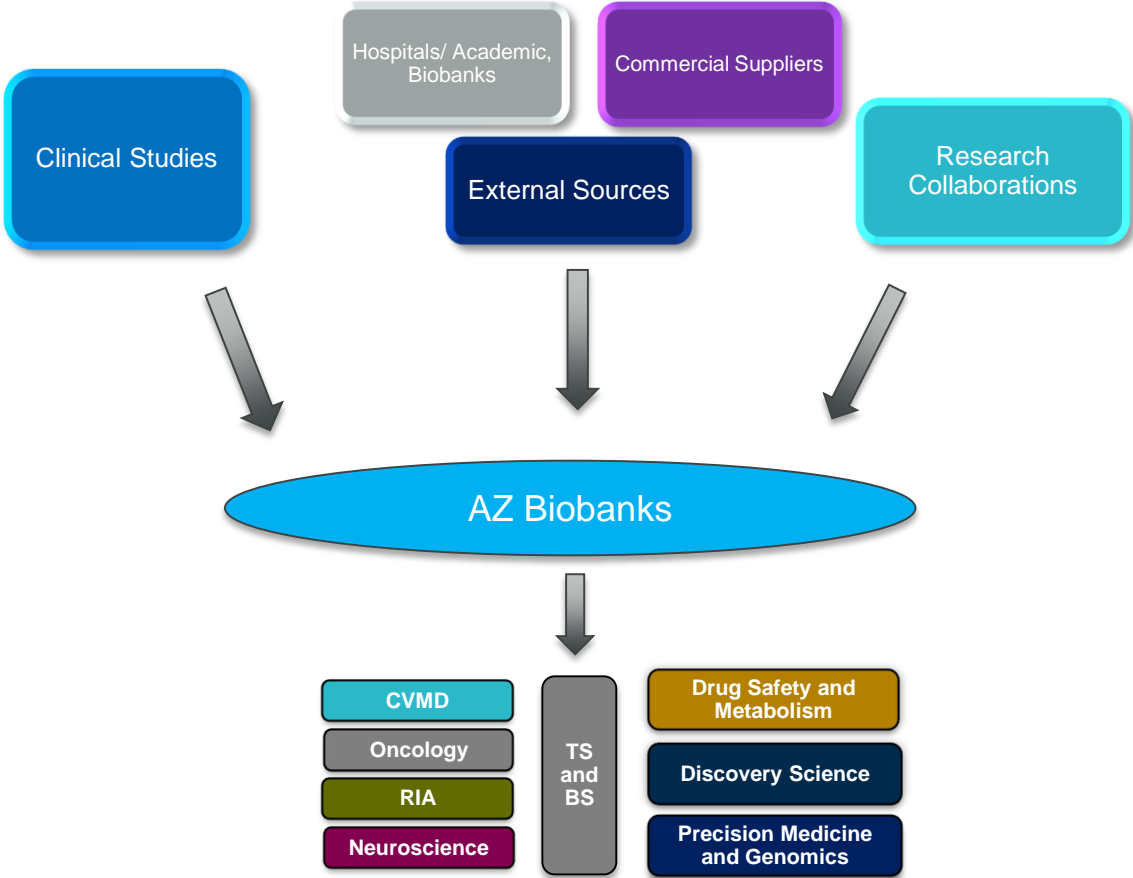 Hospitals/ Academic,
Biobanks
Commercial Suppliers
Clinical Studies
External Sources
Research
Collaborations
AZ Biobanks
CVMD
Oncology
RIA
Neuroscience
TS
and
BS
Drug Safety and
Metabolism
Discovery Science
Precision Medicine
and Genomics